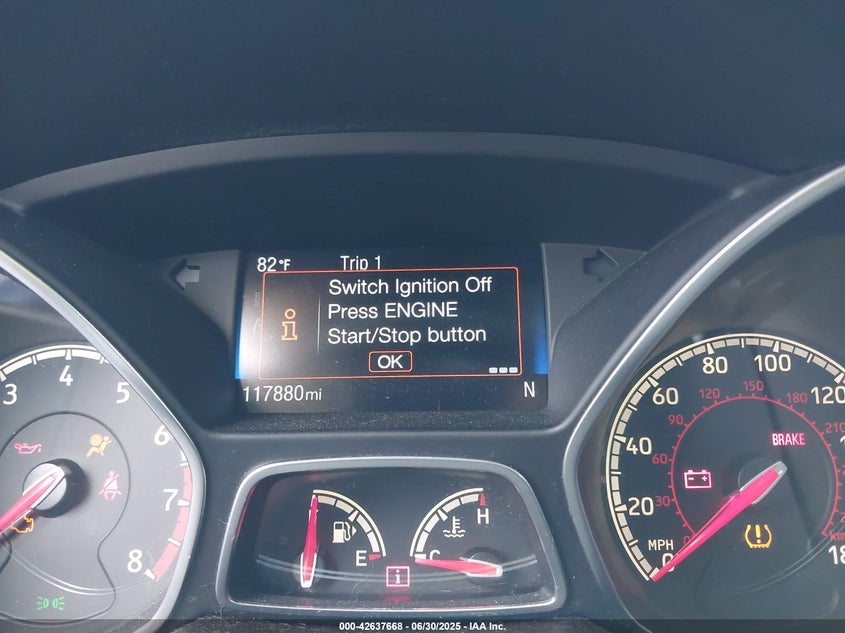 82°F Trip 1
Switch Ignition Off
Press ENGINE
Start/Stop button
OK
117880mi N
3 4 5 6 7 8
E C H
MPH 0 20 40 60 80 100 120
30 60 90 120 150 180 210
BRAKE
000-42637668 - 06/30/2025 - IAA Inc.